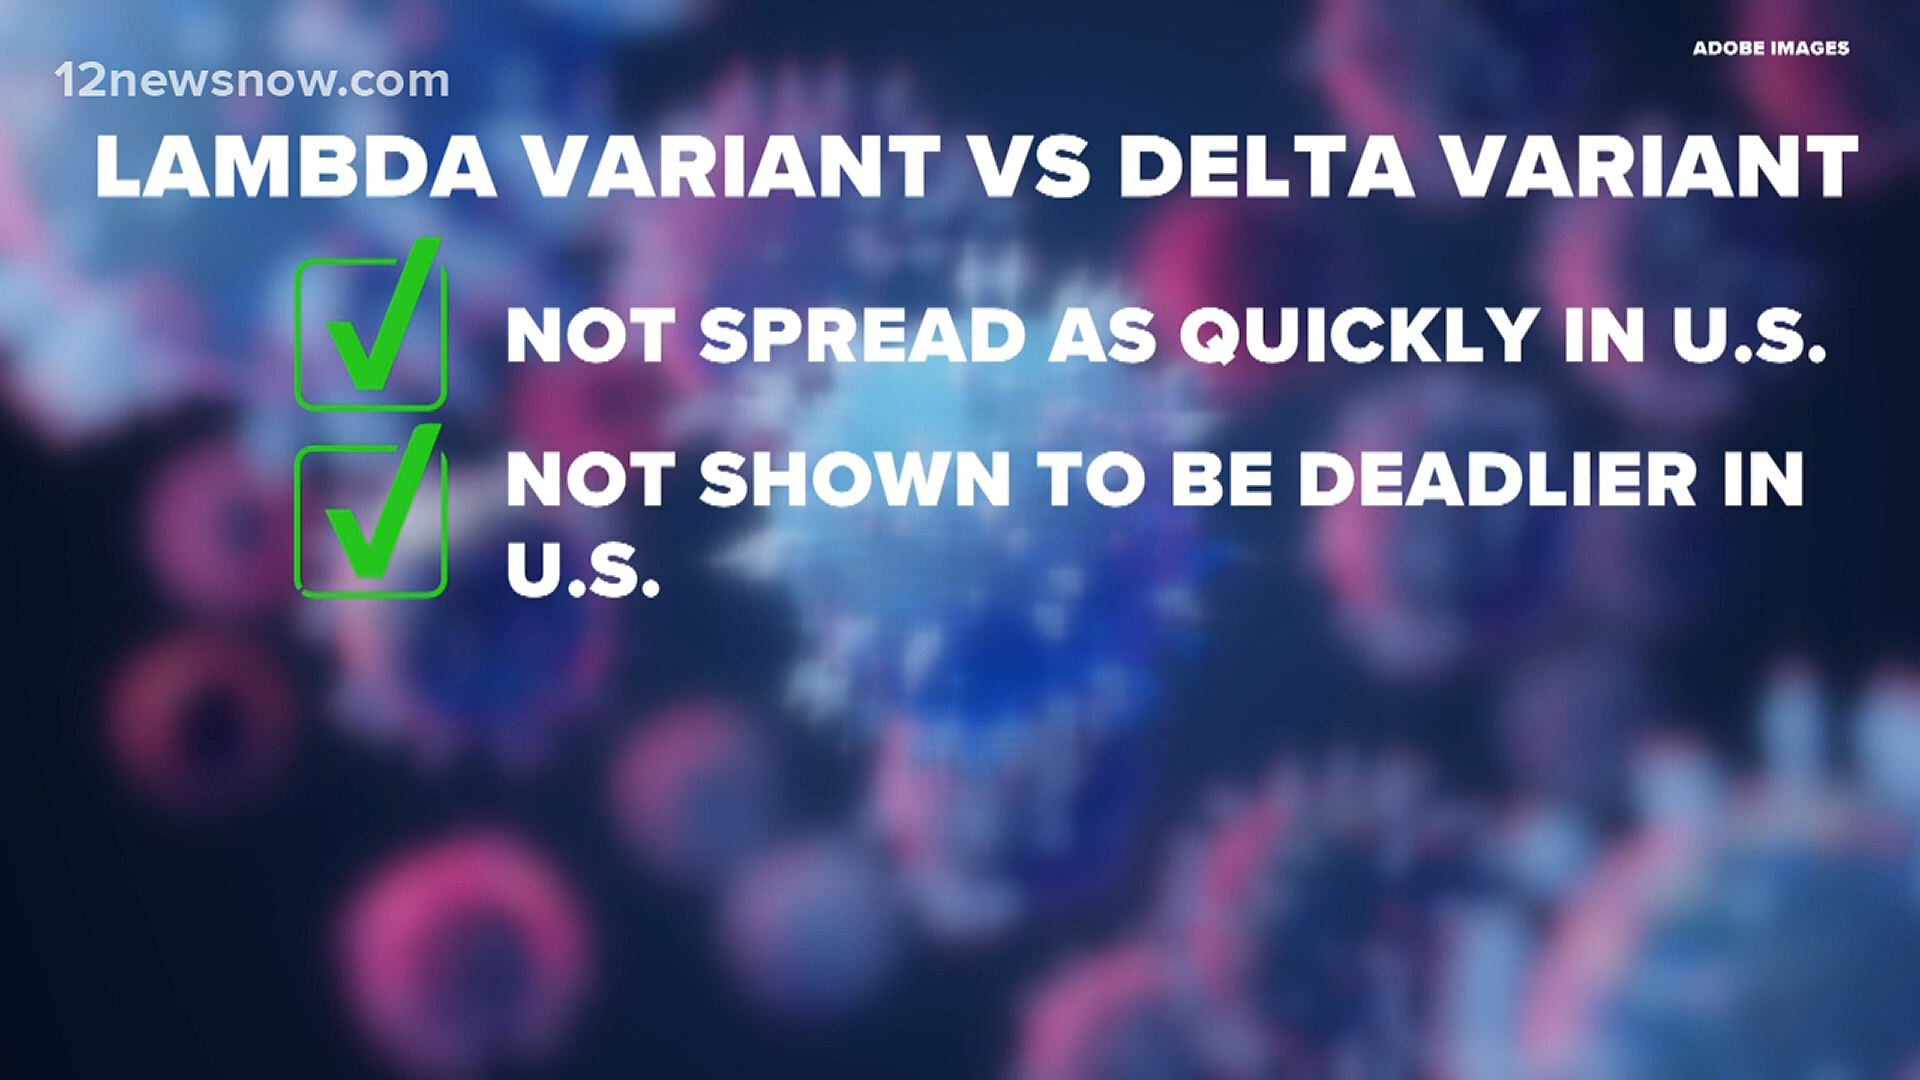 ADOBE IMAGES
12newsnow.com
LAMBDA VARIANT VS DELTA VARIANT
NOT SPREAD AS QUICKLY IN U.S.
NOT SHOWN TO BE DEADLIER IN
U.S.